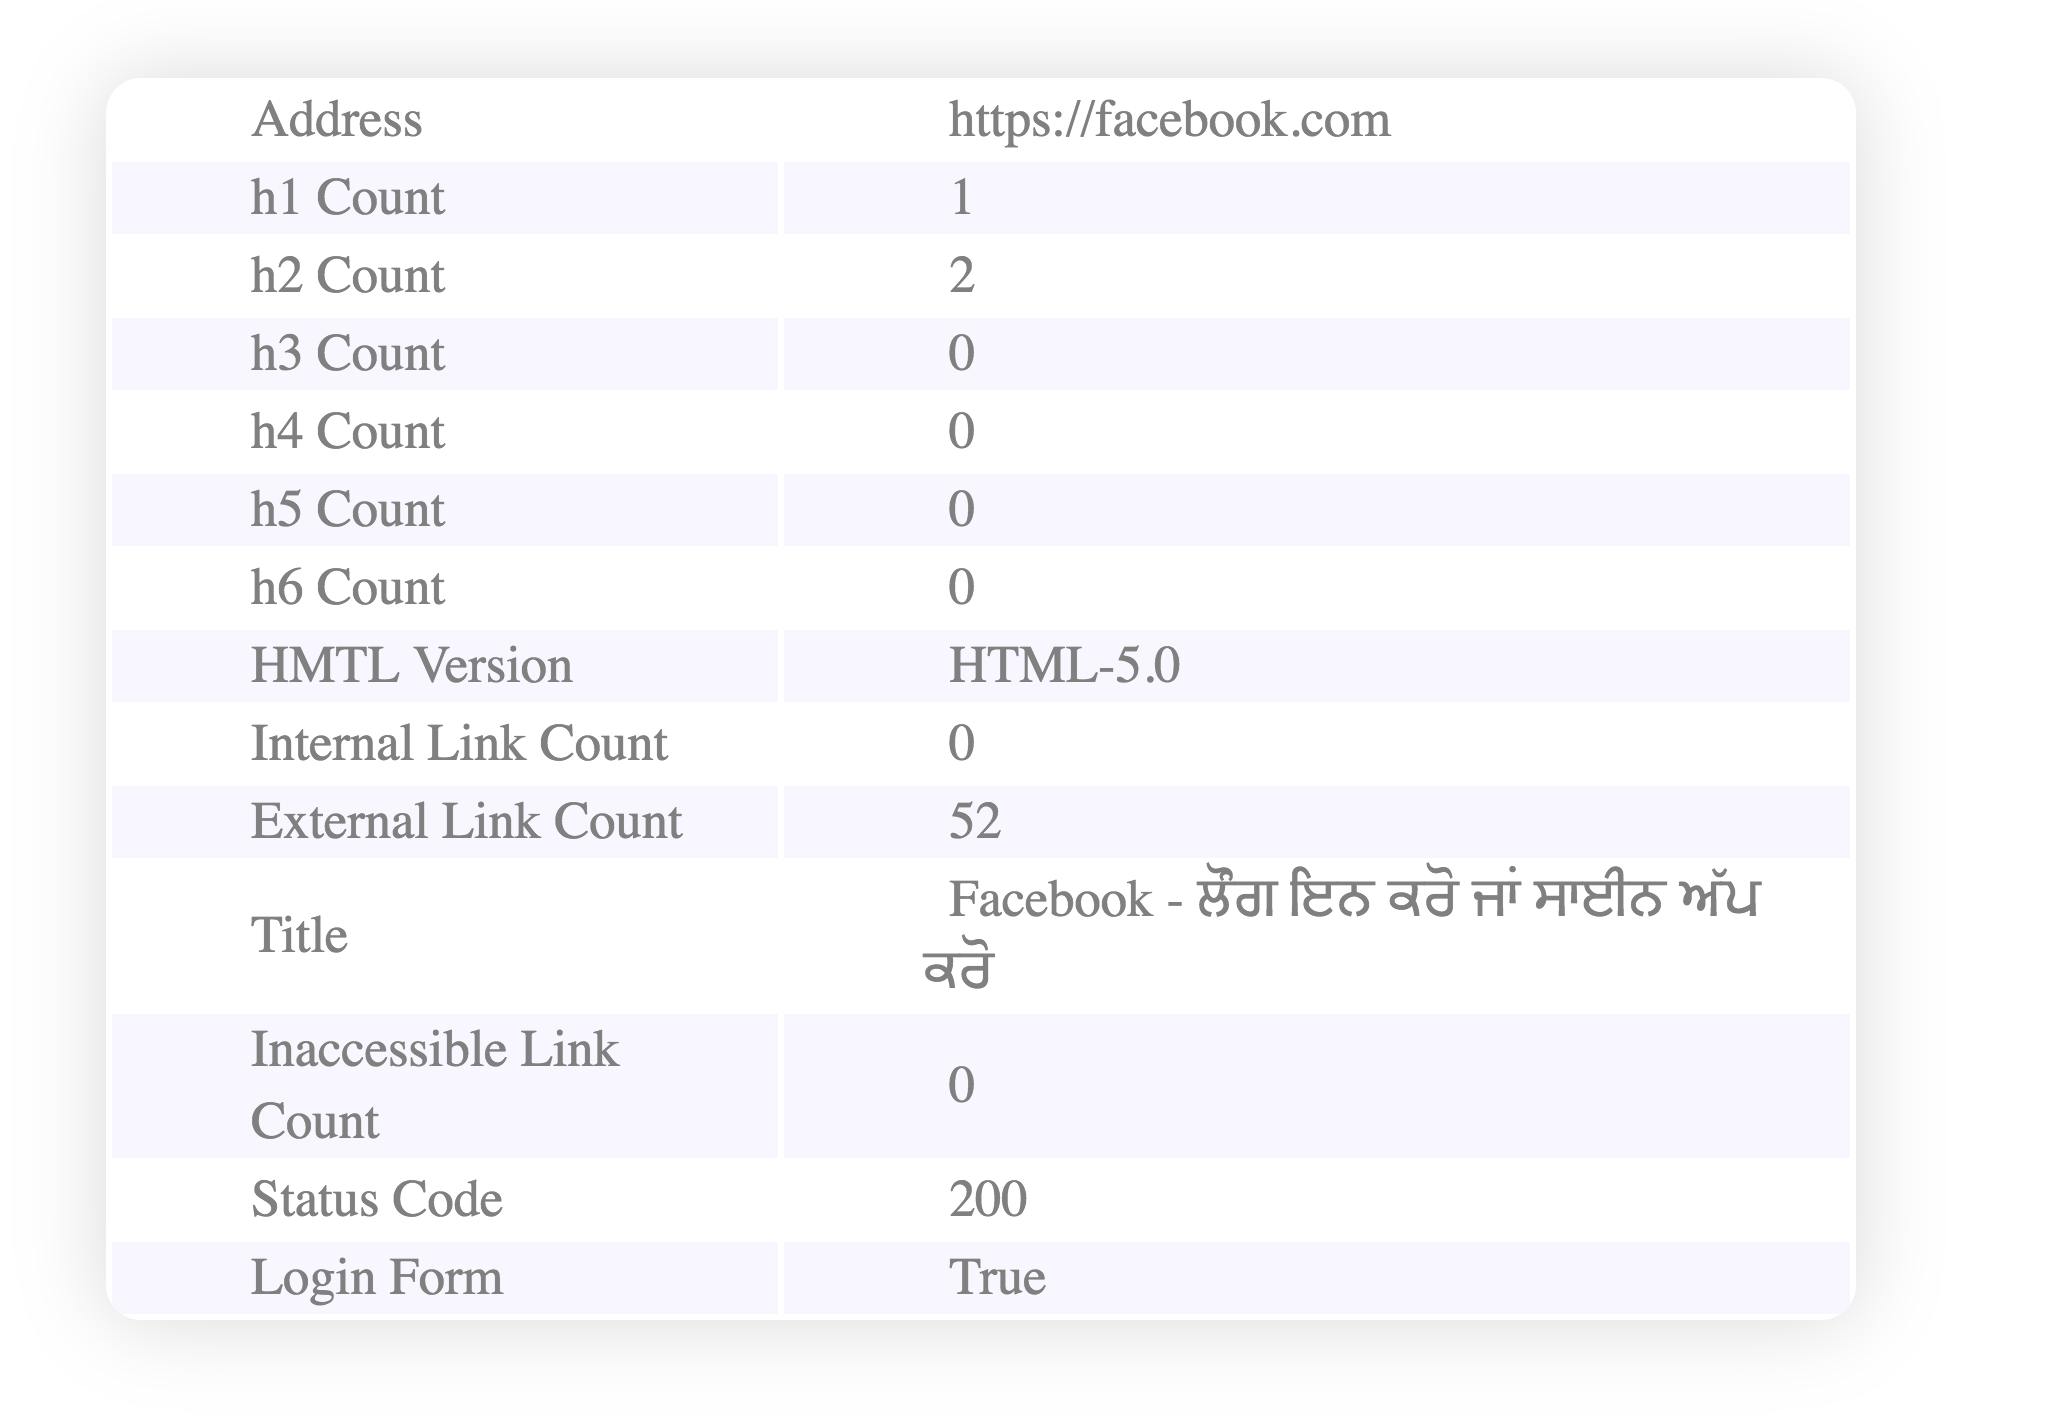 Address https://facebook.com
h1 Count 1
h2 Count 2
h3 Count 0
h4 Count 0
h5 Count 0
h6 Count 0
HMTL Version HTML-5.0
Internal Link Count 0
External Link Count 52
Title Facebook - ਲੌਗ ਇਨ ਕਰੋ ਜਾਂ ਸਾਈਨ ਅੱਪ
ਕਰੋ
Inaccessible Link
Count 0
Status Code 200
Login Form True